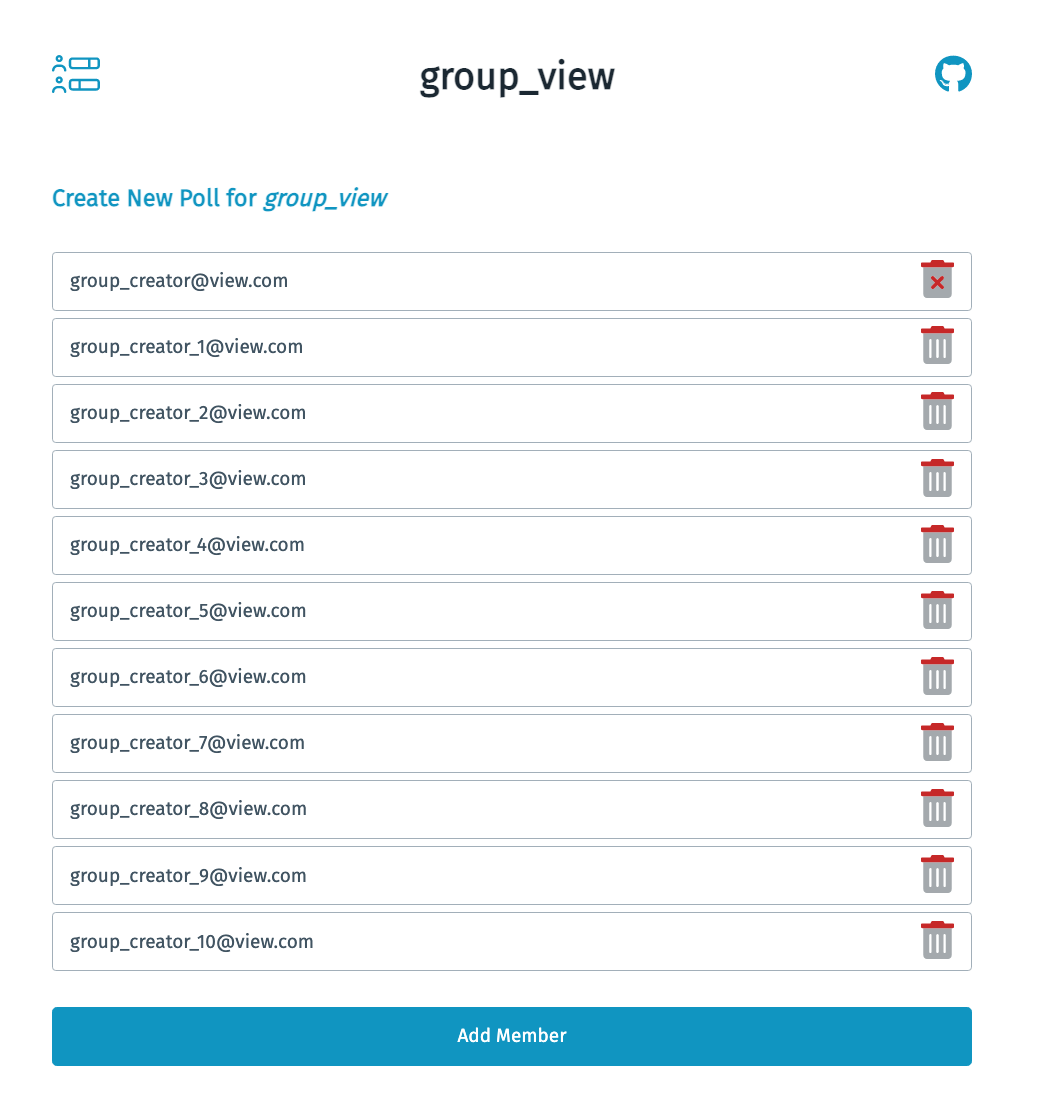 group_view
Create New Poll for group_view
group_creator@view.com
group_creator_1@view.com
group_creator_2@view.com
group_creator_3@view.com
group_creator_4@view.com
group_creator_5@view.com
group_creator_6@view.com
group_creator_7@view.com
group_creator_8@view.com
group_creator_9@view.com
group_creator_10@view.com
Add Member